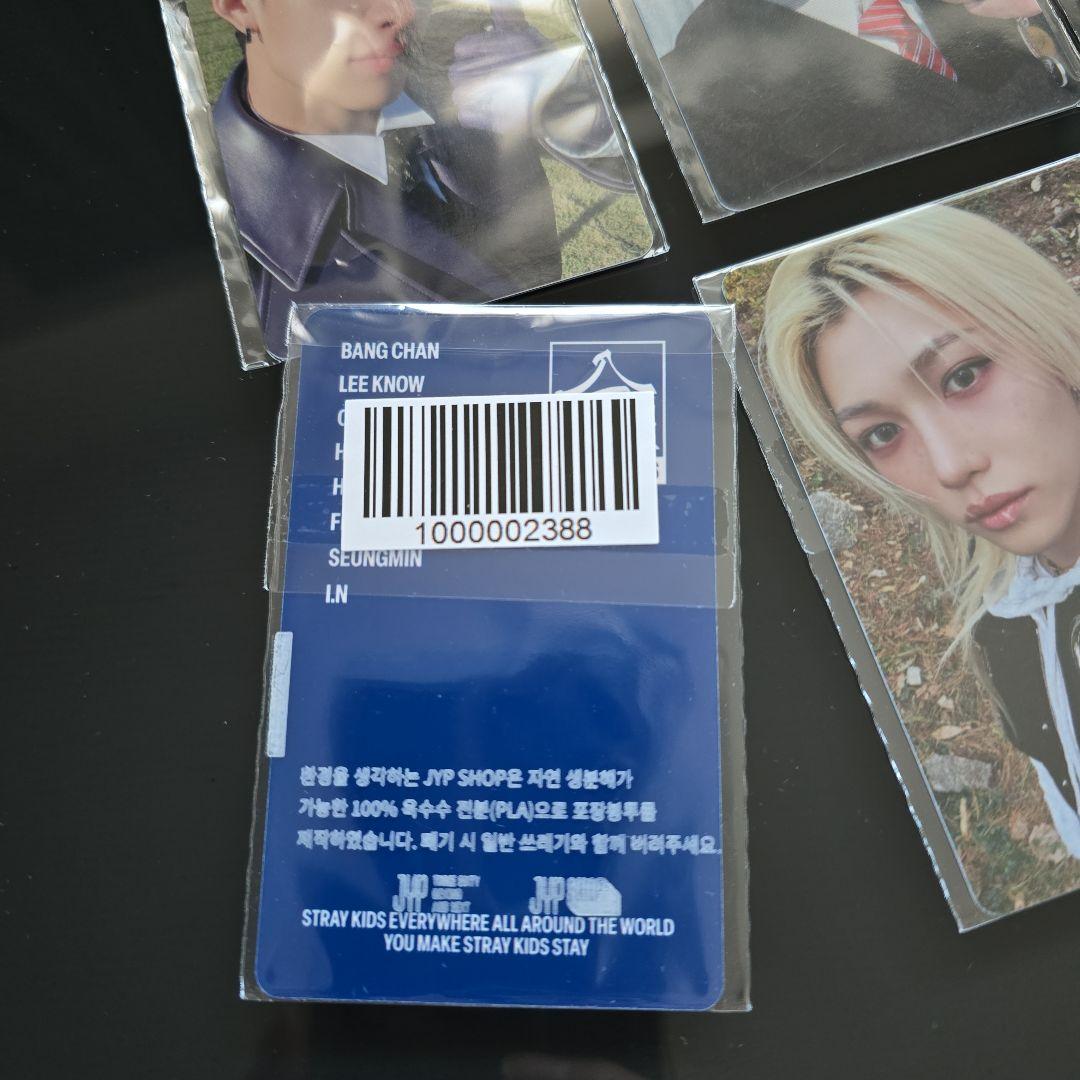 BANG CHAN
LEE KNOW
C
H
H
F
1000002388
SEUNGMIN
I.N
환경을 생각하는 JYP SHOP은 자연 생분해가
가능한 100% 옥수수 전분(PLA)으로 포장봉투를
제작하였습니다. 폐기 시 일반 쓰레기와 함께 버려주세요.
JYP JYP
STRAY KIDS EVERYWHERE ALL AROUND THE WORLD
YOU MAKE STRAY KIDS STAY